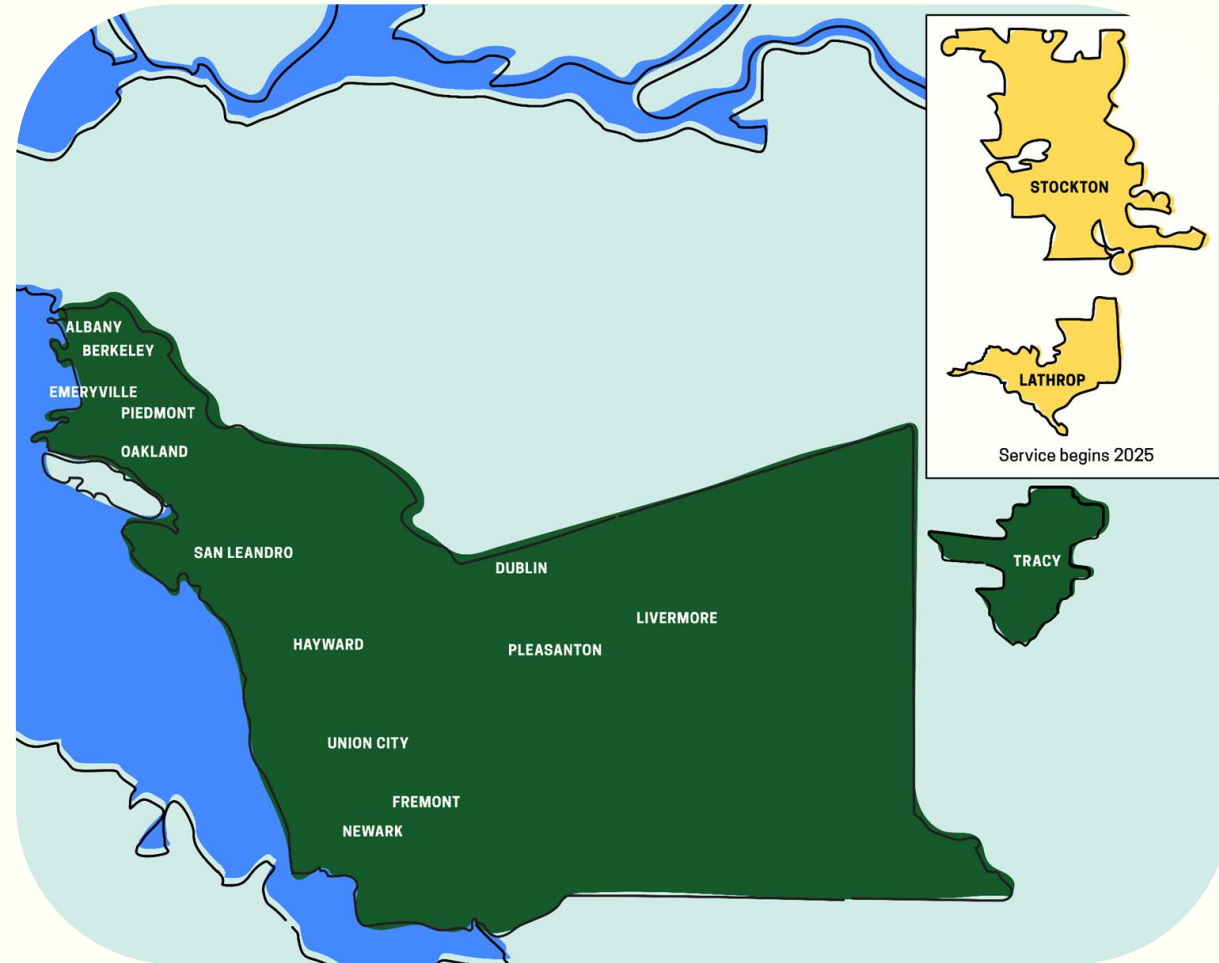 STOCKTON
ALBANY
BERKELEY
LATHROP
EMERYVILLE
PIEDMONT
OAKLAND
Service begins 2025
SAN LEANDRO
TRACY
DUBLIN
LIVERMORE
HAYWARD
PLEASANTON
UNION CITY
FREMONT
NEWARK